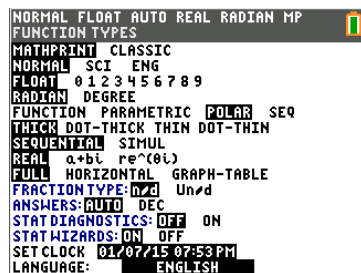 NORMAL FLOAT AUTO REAL RADIAN MP
FUNCTION TYPES
MATHPRINT CLASSIC
NORMAL SCI ENG
FLOAT 0 1 2 3 4 5 6 7 8 9
RADIAN DEGREE
FUNCTION PARAMETRIC POLAR SEQ
THICK DOT-THICK THIN DOT-THIN
SEQUENTIAL SIMUL
REAL a+bi re^(θi)
FULL HORIZONTAL GRAPH-TABLE
FRACTION TYPE: n/d Un/d
ANSWERS: AUTO DEC
STAT DIAGNOSTICS: OFF ON
STAT WIZARDS: ON OFF
SET CLOCK 01/07/15 07:53 PM
LANGUAGE: ENGLISH